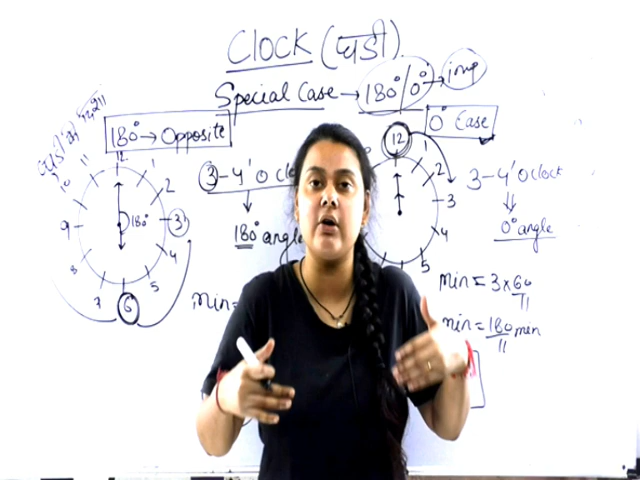 Clock (घडी)
Special Case → 180°/0° → imp
180° → Opposite
0° Case
12
11
1
10
2
9
180°
3
8
4
7
5
6
3-4' O cloc
180° angle
Min =
12
1
2
3
4
5
3-4' O clock
0° angle
Min = 3 × 60/11
min = 180/11 min